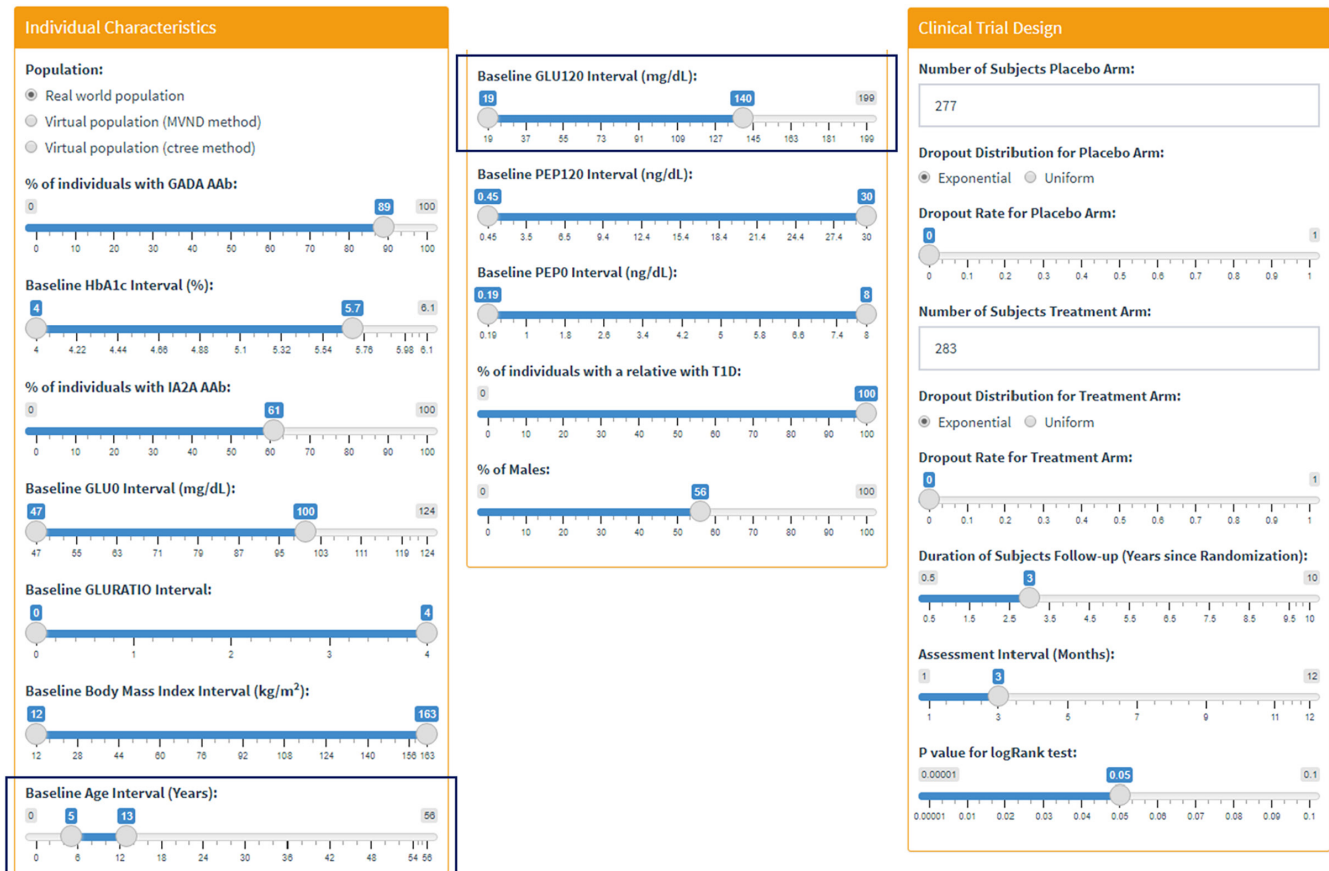 Individual Characteristics
Population:
Real world population
Virtual population (MVND method)
Virtual population (ctree method)
% of individuals with GADA AAb:
0 89 100
0 10 20 30 40 50 60 70 80 90 100
Baseline HbA1c Interval (%):
4 5.7 6.1
4 4.22 4.44 4.66 4.88 5.1 5.32 5.54 5.76 5.98 6.1
% of individuals with IA2A AAb:
0 61 100
0 10 20 30 40 50 60 70 80 90 100
Baseline GLU0 Interval (mg/dL):
47 100 124
47 55 63 71 79 87 95 103 111 119 124
Baseline GLURATIO Interval:
0 4
0 1 2 3 4
Baseline Body Mass Index Interval (kg/m²):
12 163
12 28 44 60 76 92 108 124 140 156 163
Baseline Age Interval (Years):
0 5 13 56
0 6 12 18 24 30 36 42 48 54 56
Baseline GLU120 Interval (mg/dL):
19 140 199
19 37 55 73 91 109 127 145 163 181 199
Baseline PEP120 Interval (ng/dL):
0.45 30
0.45 3.5 6.5 9.4 12.4 15.4 18.4 21.4 24.4 27.4 30
Baseline PEP0 Interval (ng/dL):
0.19 8
0.19 1 1.8 2.6 3.4 4.2 5 5.8 6.6 7.4 8
% of individuals with a relative with T1D:
0 100
0 10 20 30 40 50 60 70 80 90 100
% of Males:
0 56 100
0 10 20 30 40 50 60 70 80 90 100
Clinical Trial Design
Number of Subjects Placebo Arm:
277
Dropout Distribution for Placebo Arm:
Exponential Uniform
Dropout Rate for Placebo Arm:
0 1
0 0.1 0.2 0.3 0.4 0.5 0.6 0.7 0.8 0.9 1
Number of Subjects Treatment Arm:
283
Dropout Distribution for Treatment Arm:
Exponential Uniform
Dropout Rate for Treatment Arm:
0 1
0 0.1 0.2 0.3 0.4 0.5 0.6 0.7 0.8 0.9 1
Duration of Subjects Follow-up (Years since Randomization):
0.5 3 10
0.5 1.5 2.5 3.5 4.5 5.5 6.5 7.5 8.5 9.5 10
Assessment Interval (Months):
1 3 12
1 3 5 7 9 11 12
P value for logRank test:
0.00001 0.05 0.1
0.00001 0.01 0.02 0.03 0.04 0.05 0.06 0.07 0.08 0.09 0.1